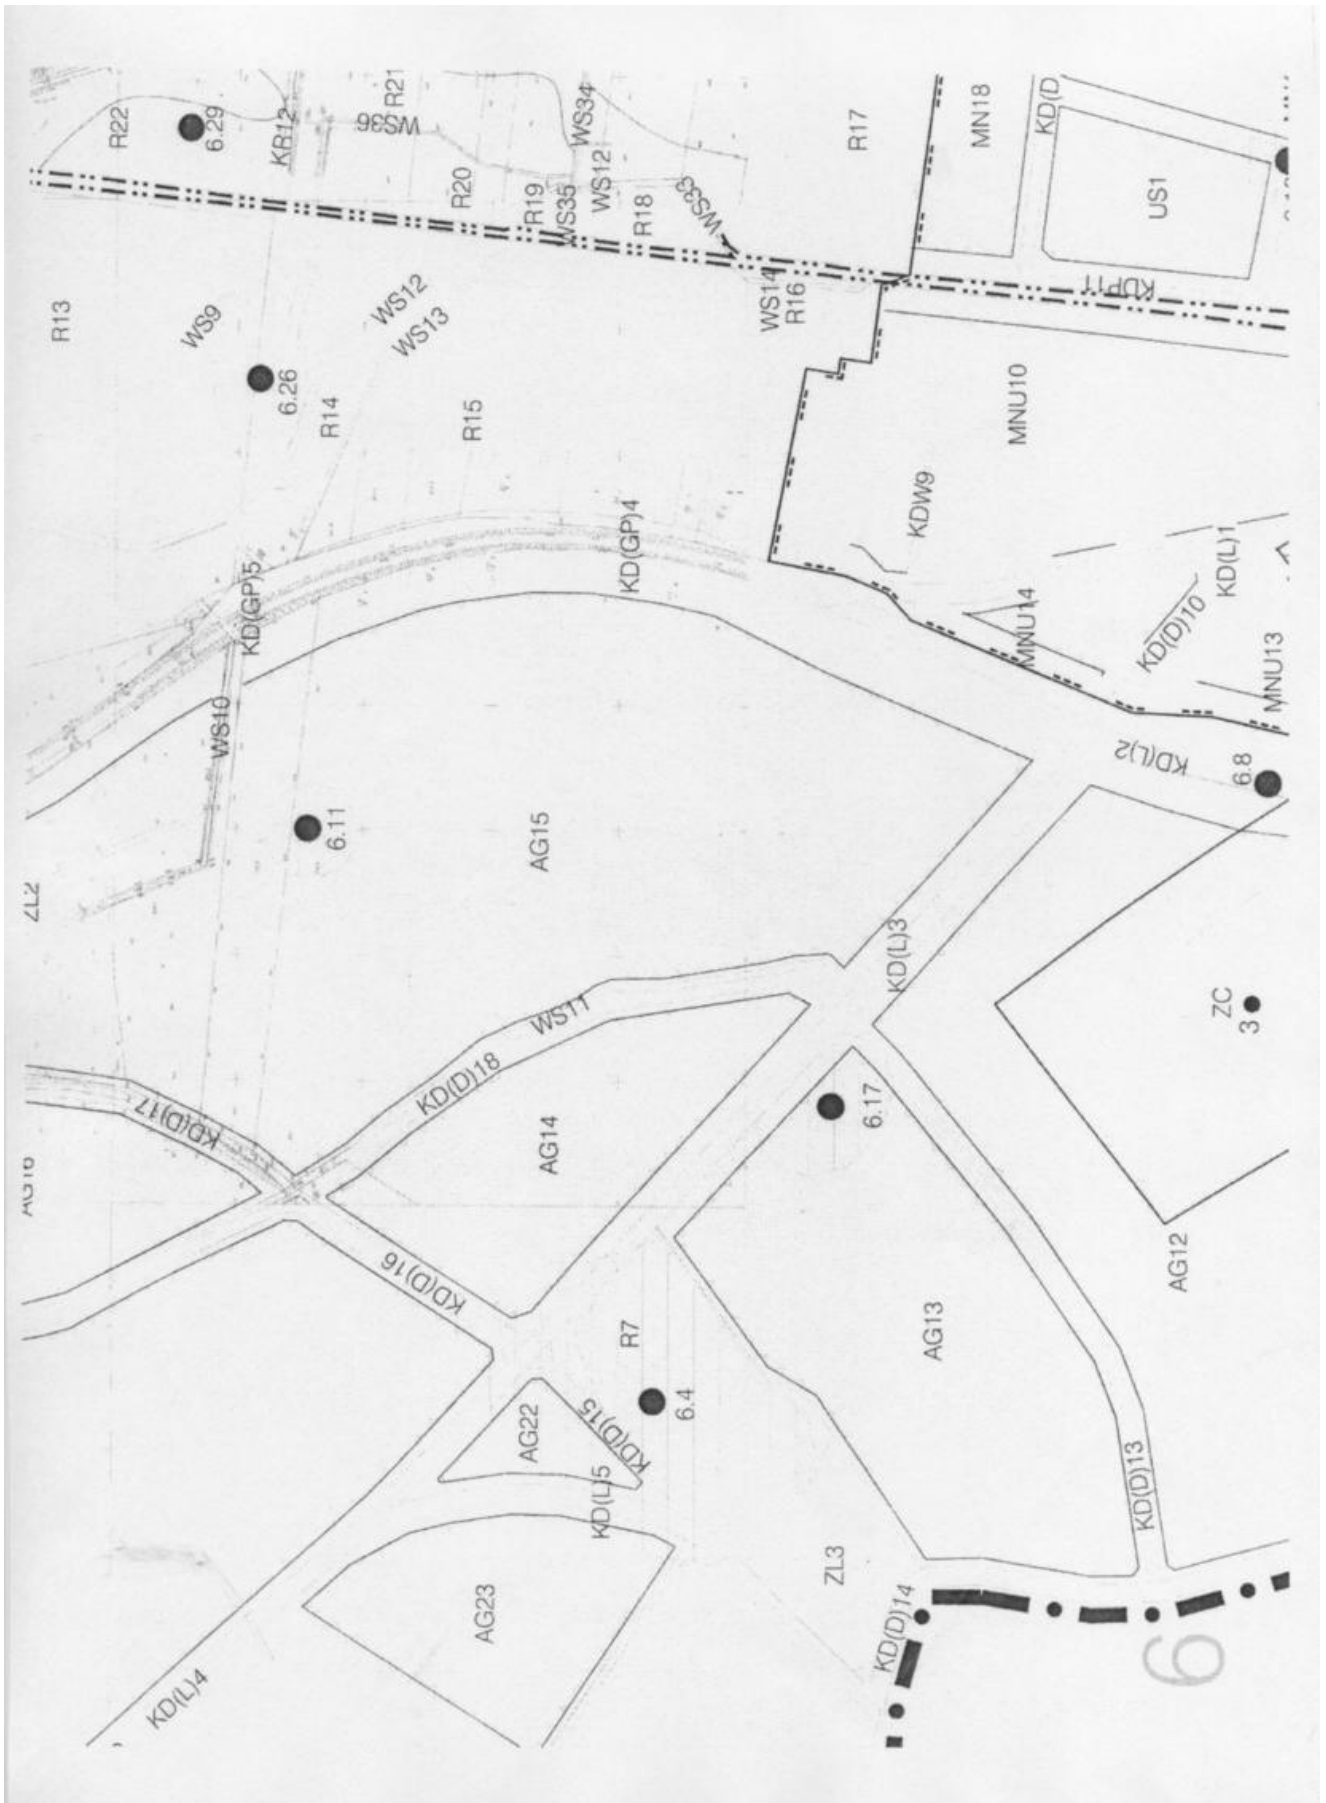 R22
6.29
KR12
R21
WS36
WS34
R17
MN18
KD(D
US1
R20
R19
WS35
WS12
R18
WS33
R13
WS9
WS12
WS13
WS14
R16
KDP11
6.26
R14
R15
MNU10
KDW9
KD(GP)5
KD(GP)4
KD(L)1
MNU14
KD(D)10
MNU13
WS10
KD(L)2
6.8
6.11
AG15
ZL2
KD(L)3
WS11
ZC
3
KD(D)17
KD(D)18
6.17
AG14
AG16
KD(D)16
AG12
R7
AG13
6.4
AG22
KD(D)15
KD(L)5
KD(D)13
ZL3
AG23
KD(D)14
6
KD(L)4